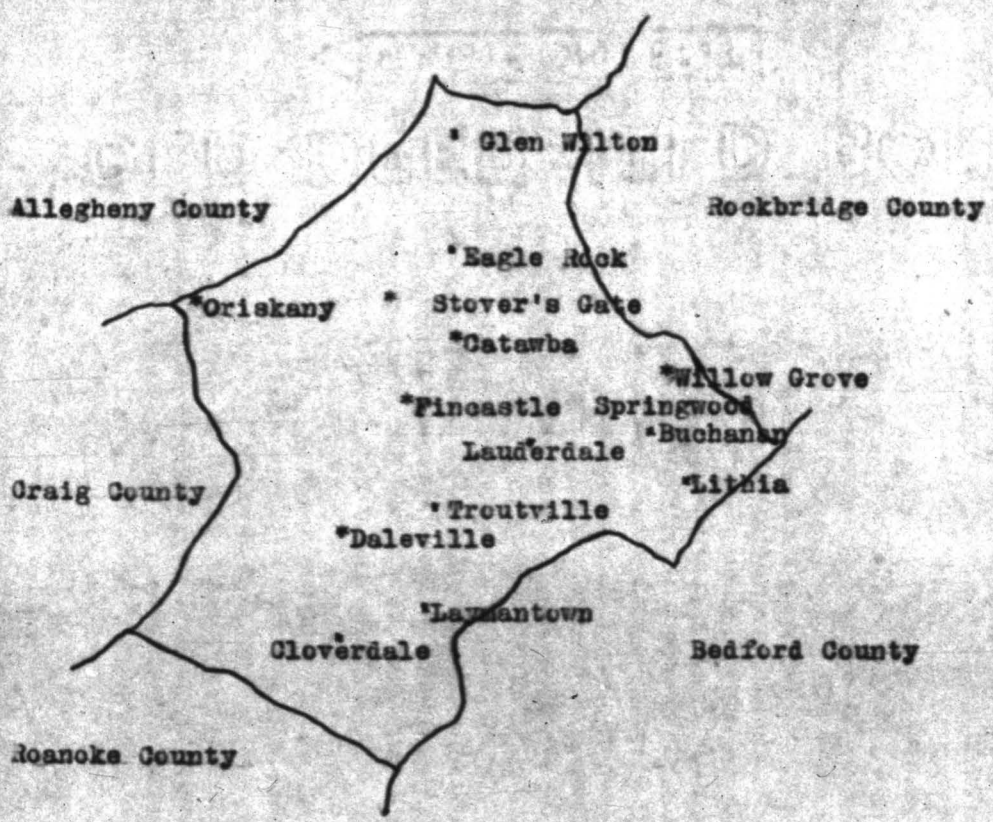 Glen Wilton
Allegheny County
Rockbridge County
Eagle Rock
*Oriskany
* Stover's Gate
*Catawba
*Willow Grove
*Fincastle
Springwood
*Buchanan
Lauderdale
Craig County
*Lithia
*Troutville
*Daleville
*Laymantown
Cloverdale
Bedford County
Roanoke County